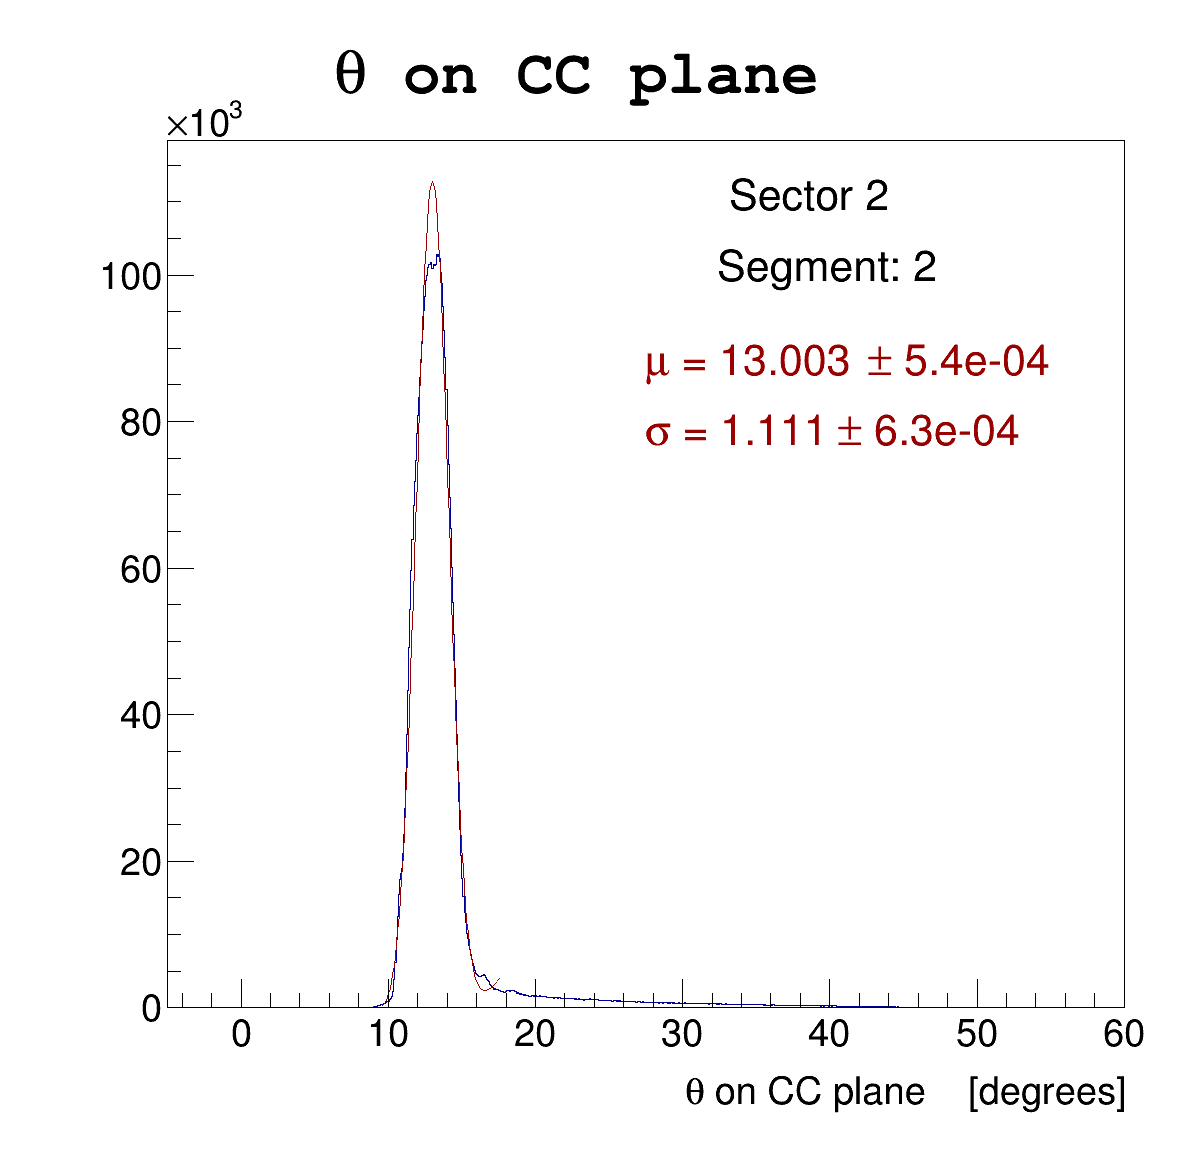 θ on CC plane
×10³
Sector 2
Segment: 2
μ = 13.003 ± 5.4e-04
σ = 1.111 ± 6.3e-04
100
80
60
40
20
0
0 10 20 30 40 50 60
θ on CC plane [degrees]